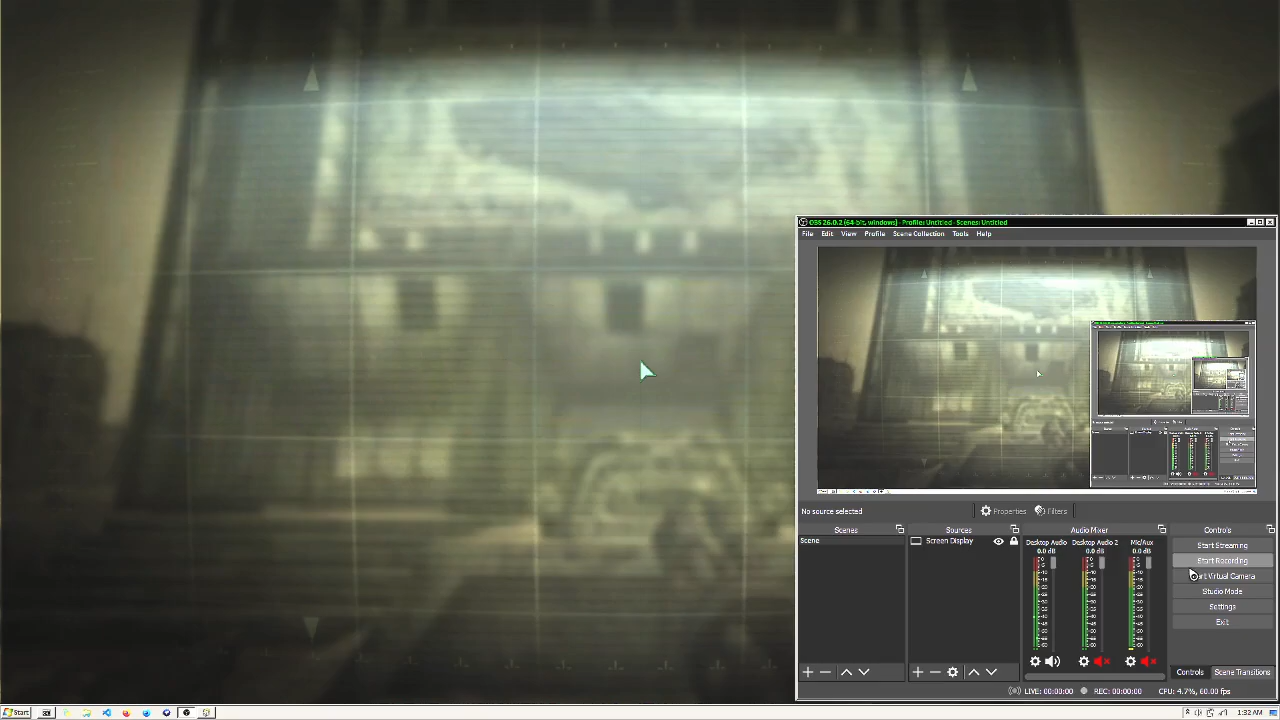 OBS 26.0.2 (64-bit, windows) - Profile: Untitled - Scenes: Untitled
File Edit View Profile Scene Collection Tools Help
No source selected Properties Filters
Scenes Sources Audio Mixer Controls
Scene
Screen Display
Desktop Audio Desktop Audio 2 Mic/Aux
0.0 dB 0.0 dB 0.0 dB
Start Streaming
Start Recording
rt Virtual Camera
Studio Mode
Settings
Exit
Controls Scene Transitions
LIVE: 00:00:00 REC: 00:00:00 CPU: 4.7%, 60.00 fps
Start 1:32 AM